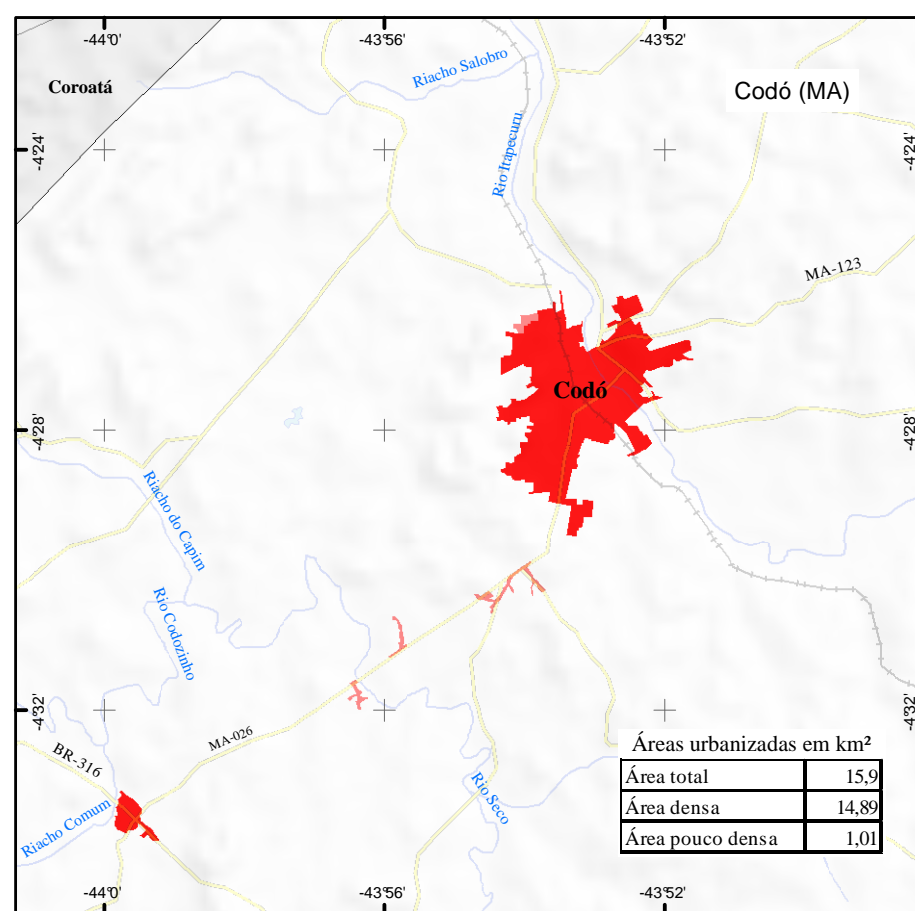 -44°0'
-43°56'
-43°52'
Riacho Salobro
Coroatá
Codó (MA)
-4°24'
-4°24'
Rio Itapecuru
MA-123
Codó
-4°28'
-4°28'
Riacho do Capim
Rio Codozinho
-4°32'
-4°32'
MA-026
BR-316
Rio Seco
Riacho Comum
Áreas urbanizadas em km²
Área total 15,9
Área densa 14,89
Área pouco densa 1,01
-44°0'
-43°56'
-43°52'